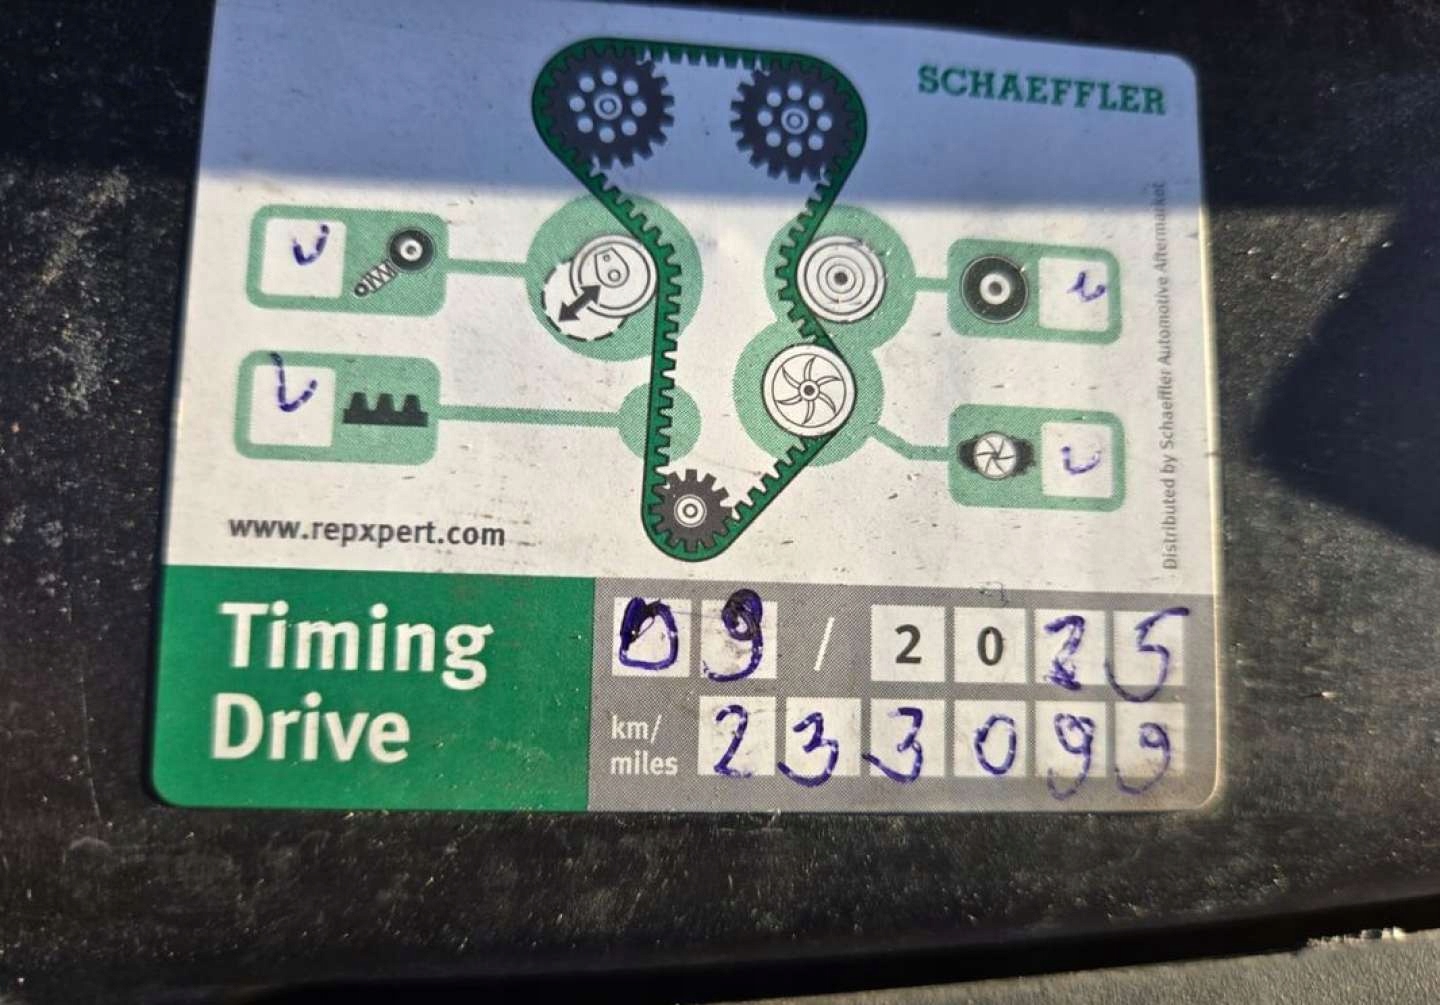 SCHAEFFLER
Distributed by Schaeffler Automotive Aftermarket
www.repxpert.com
Timing
Drive
09 / 2025
km/
miles
233099